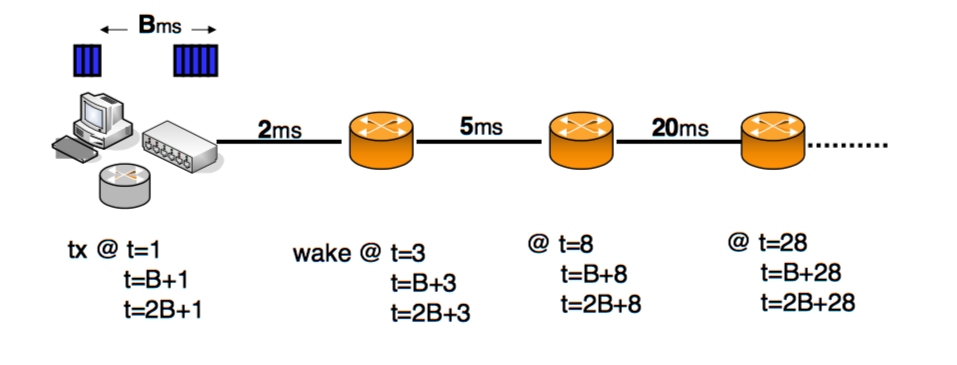 Bms
2ms
5ms
20ms
tx @ t=1
t=B+1
t=2B+1
wake @ t=3
t=B+3
t=2B+3
@ t=8
t=B+8
t=2B+8
@ t=28
t=B+28
t=2B+28